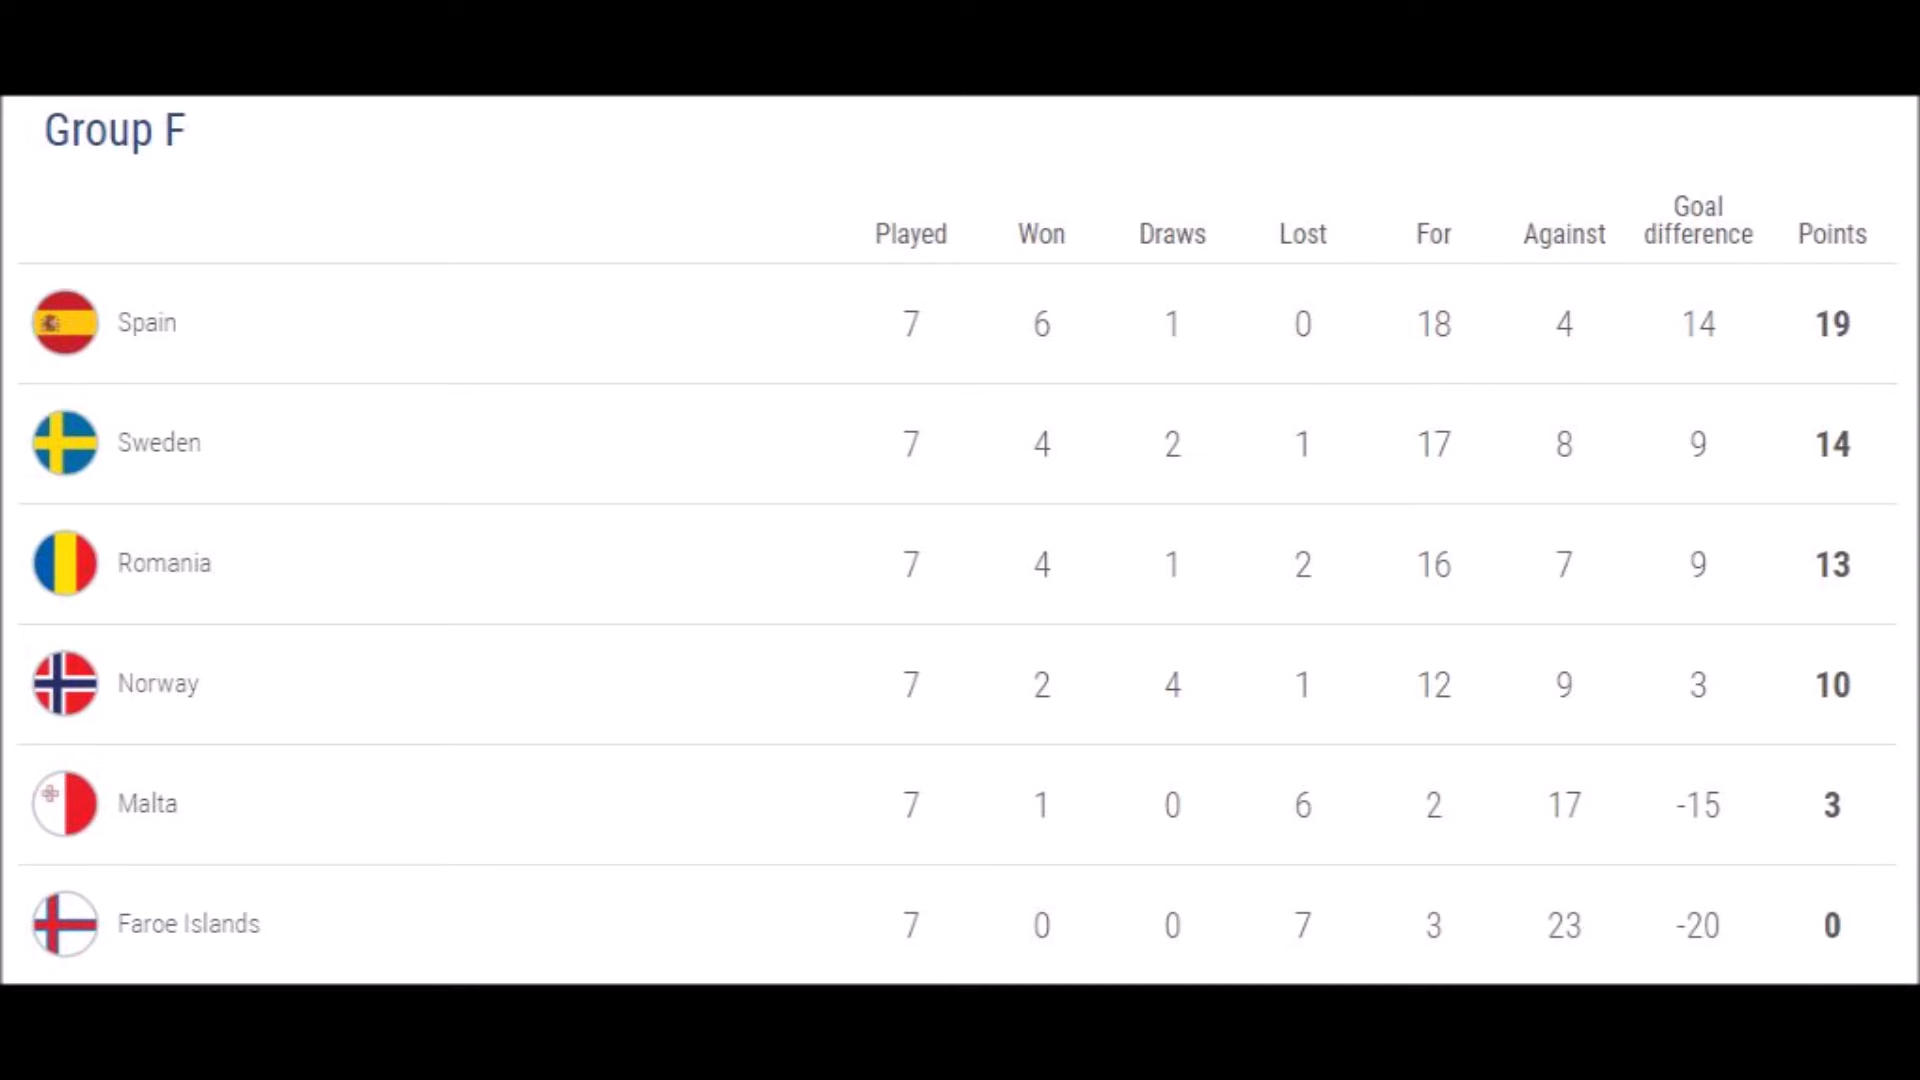 Group F
Played Won Draws Lost For Against Goal difference Points
Spain 7 6 1 0 18 4 14 19
Sweden 7 4 2 1 17 8 9 14
Romania 7 4 1 2 16 7 9 13
Norway 7 2 4 1 12 9 3 10
Malta 7 1 0 6 2 17 -15 3
Faroe Islands 7 0 0 7 3 23 -20 0